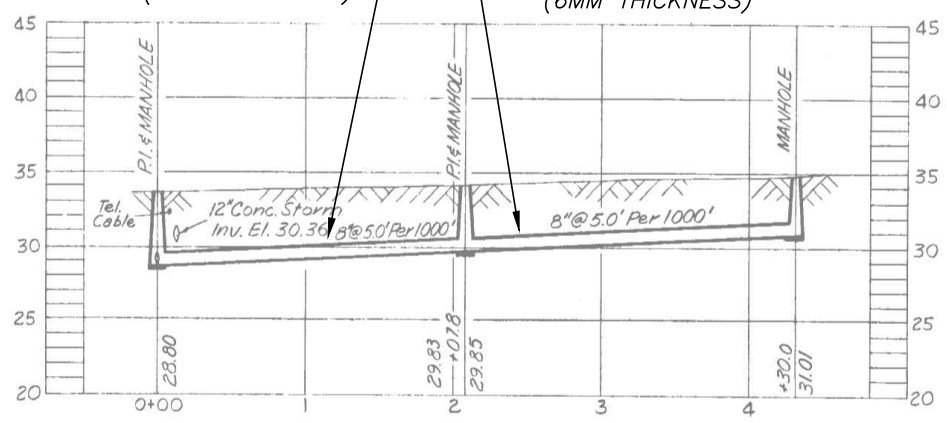 (6MM THICKNESS)
45
45
40
40
35
35
30
30
25
25
20
20
P.I. & MANHOLE
P.I. & MANHOLE
MANHOLE
Tel.
Cable
12" Conc. Storm
Inv. El. 30.36
8"@5.0' Per 1000'
8"@ 5.0' Per 1000'
28.80
29.83
+07.8
29.85
+30.0
31.01
0+00
1
2
3
4